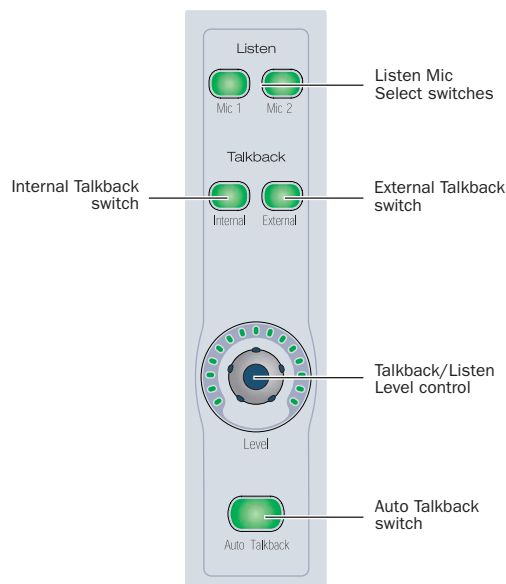 Listen
Mic 1
Mic 2
Listen Mic
Select switches
Talkback
Internal Talkback
switch
Internal
External
External Talkback
switch
Talkback/Listen
Level control
Level
Auto Talkback
Auto Talkback
switch